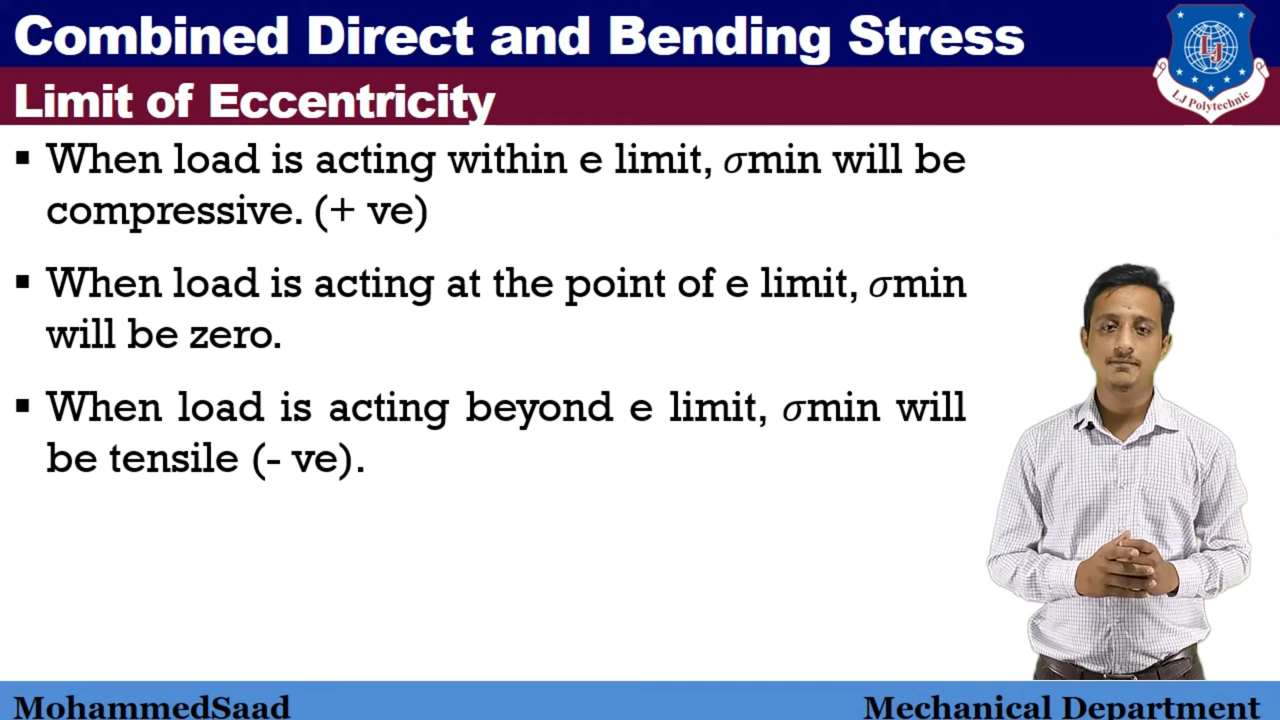 Combined Direct and Bending Stress
LJ
L.J Polytechnic
Limit of Eccentricity
▪ When load is acting within e limit, 𝜎min will be
compressive. (+ ve)
▪ When load is acting at the point of e limit, 𝜎min
will be zero.
▪ When load is acting beyond e limit, 𝜎min will
be tensile (- ve).
MohammedSaad
Mechanical Department